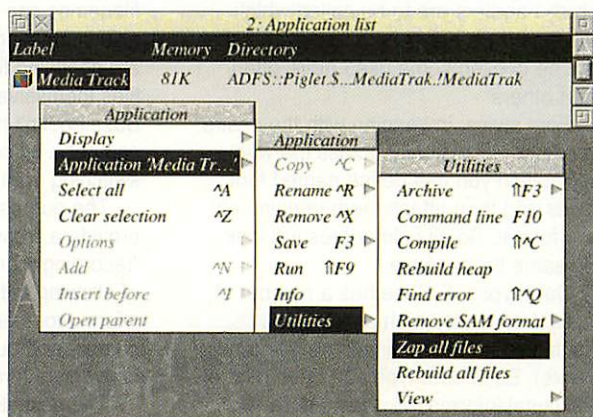 2: Application list
Label Memory Directory
Media Track 81K ADFS::Piglet.$...MediaTrak.!MediaTrak
Application
Display
Application 'Media Tr...'
Select all ^A
Clear selection ^Z
Options
Add ^N
Insert before ^I
Open parent
Application
Copy ^C
Rename ^R
Remove ^X
Save F3
Run ⇑F9
Info
Utilities
Utilities
Archive ⇑F3
Command line F10
Compile ⇑^C
Rebuild heap
Find error ⇑^Q
Remove SAM format
Zap all files
Rebuild all files
View